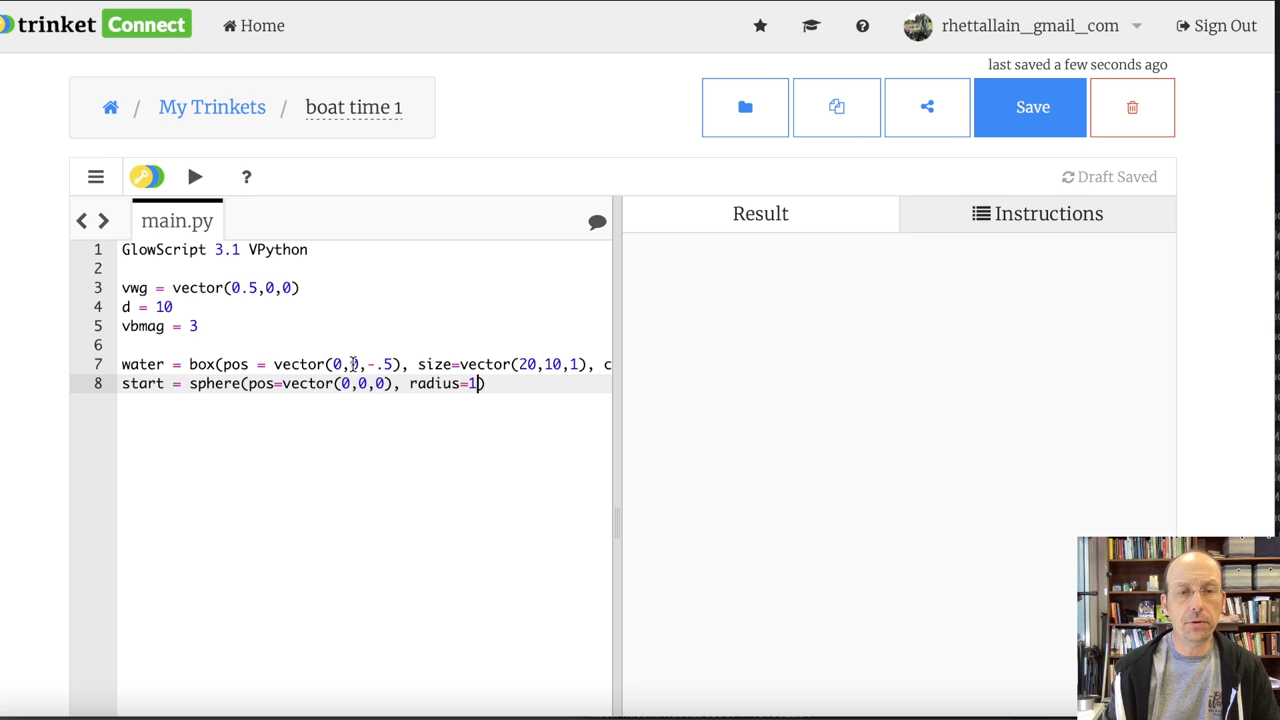 trinket Connect Home rhettallain_gmail_com Sign Out
last saved a few seconds ago
/ My Trinkets / boat time 1 Save
? Draft Saved
main.py Result Instructions
1 GlowScript 3.1 VPython
2
3 vwg = vector(0.5,0,0)
4 d = 10
5 vbmag = 3
6
7 water = box(pos = vector(0,0,-.5), size=vector(20,10,1), c
8 start = sphere(pos=vector(0,0,0), radius=1)